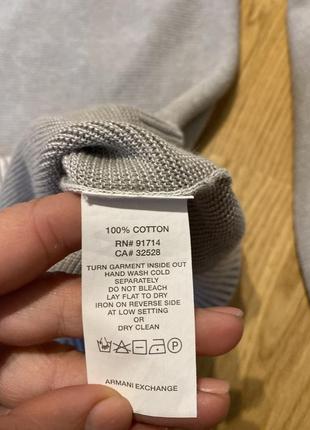 100% COTTON
RN# 91714
CA# 32528
TURN GARMENT INSIDE OUT
HAND WASH COLD
SEPARATELY
DO NOT BLEACH
LAY FLAT TO DRY
IRON ON REVERSE SIDE
AT LOW SETTING
OR
DRY CLEAN
P
ARMANI EXCHANGE